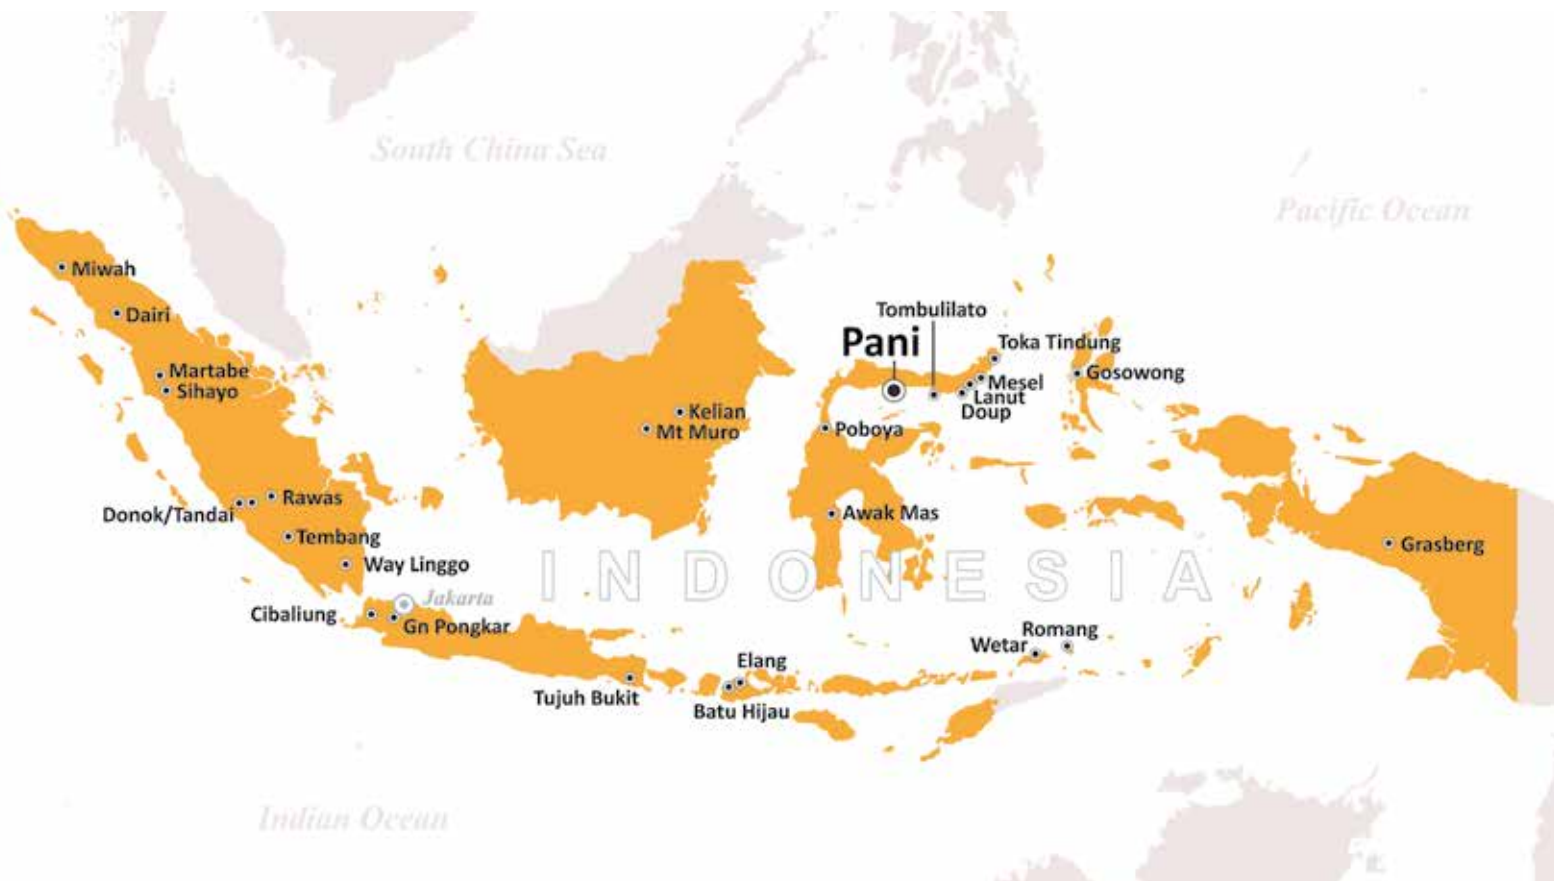 South China Sea
Pacific Ocean
Miwah
Dairi
Martabe
Sihayo
Tombulilato
Pani
Toka Tindung
Mesel
Lanut
Doup
Gosowong
Kelian
Mt Muro
Poboya
Rawas
Donok/Tandai
Tembang
Awak Mas
Way Linggo
Grasberg
INDONESIA
Jakarta
Cibaliung
Gn Pongkar
Romang
Wetar
Elang
Tujuh Bukit
Batu Hijau
Indian Ocean